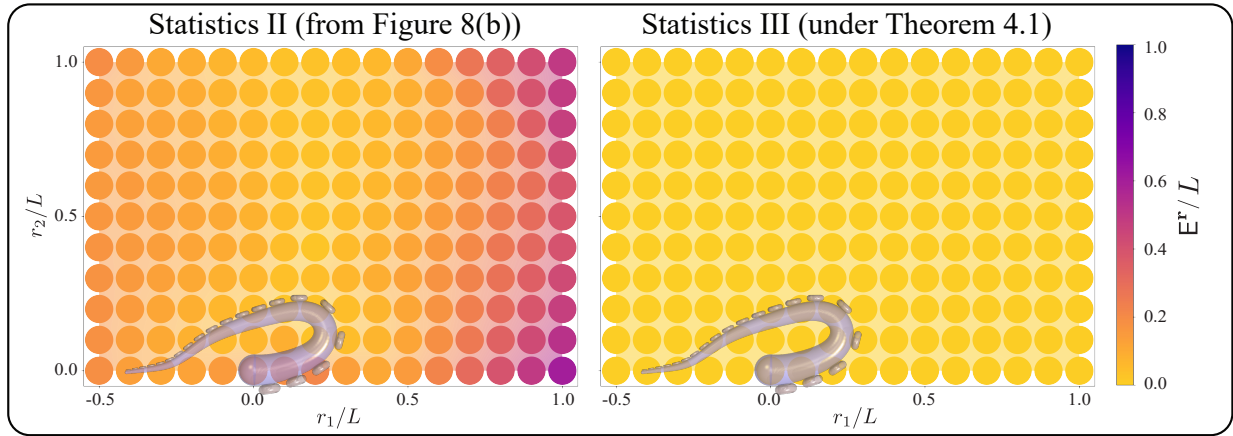 Statistics II (from Figure 8(b))
Statistics III (under Theorem 4.1)
1.0
0.5
0.0
r₂/L
-0.5 0.0 0.5 1.0
r₁/L
-0.5 0.0 0.5 1.0
r₁/L
1.0
0.8
0.6
0.4
0.2
0.0
Eʳ/L